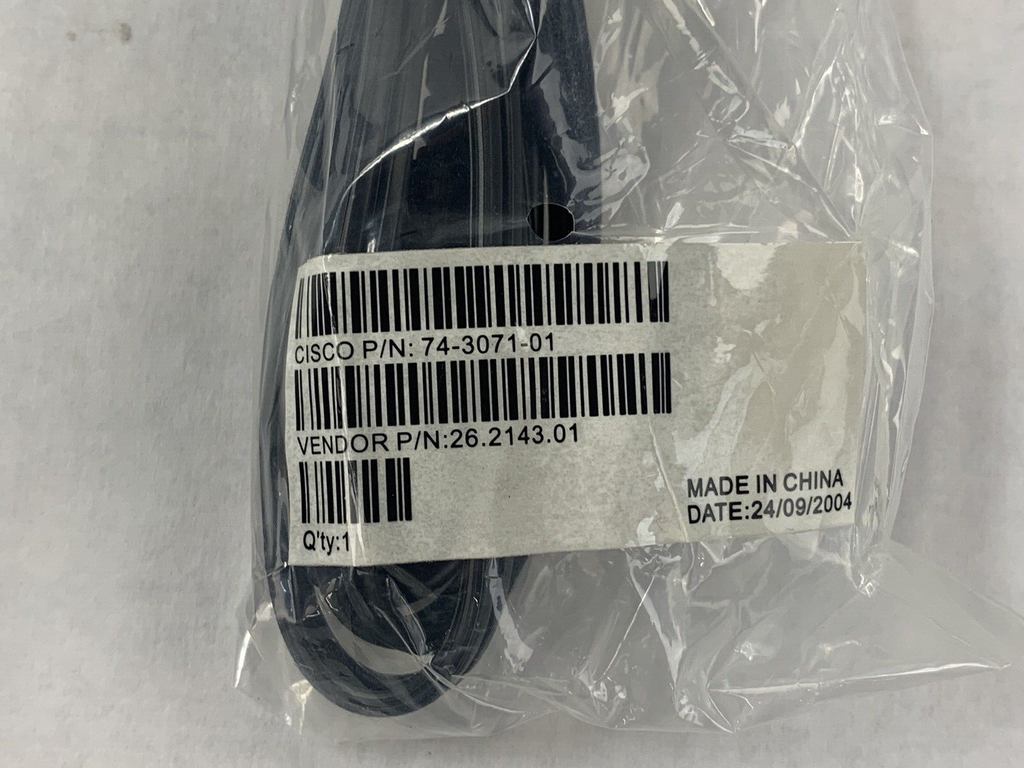 CISCO P/N: 74-3071-01
VENDOR P/N:26.2143.01
Q'ty:1
MADE IN CHINA
DATE:24/09/2004